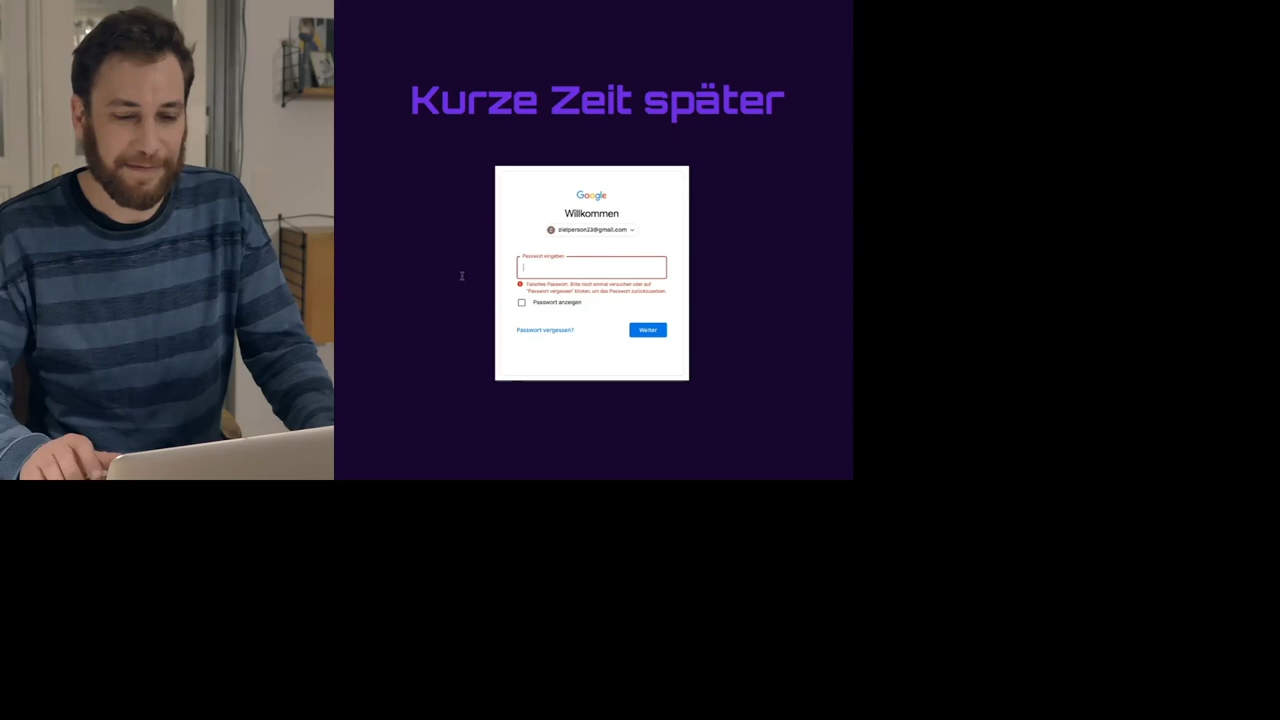 Kurze Zeit später
Google
Willkommen
zielperson23@gmail.com
Passwort eingeben
Falsches Passwort. Bitte noch einmal versuchen oder auf
"Passwort vergessen" klicken, um das Passwort zurückzusetzen.
Passwort anzeigen
Passwort vergessen?
Weiter